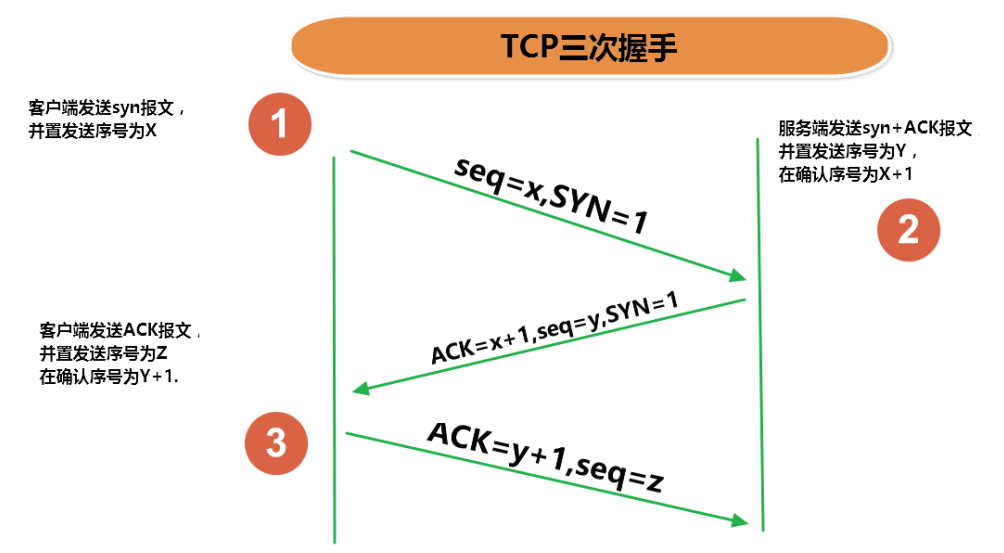 TCP三次握手
客户端发送syn报文，
并置发送序号为X
1
服务端发送syn+ACK报文
并置发送序号为Y，
在确认序号为X+1
2
seq=x,SYN=1
ACK=x+1,seq=y,SYN=1
客户端发送ACK报文，
并置发送序号为Z
在确认序号为Y+1.
3
ACK=y+1,seq=z